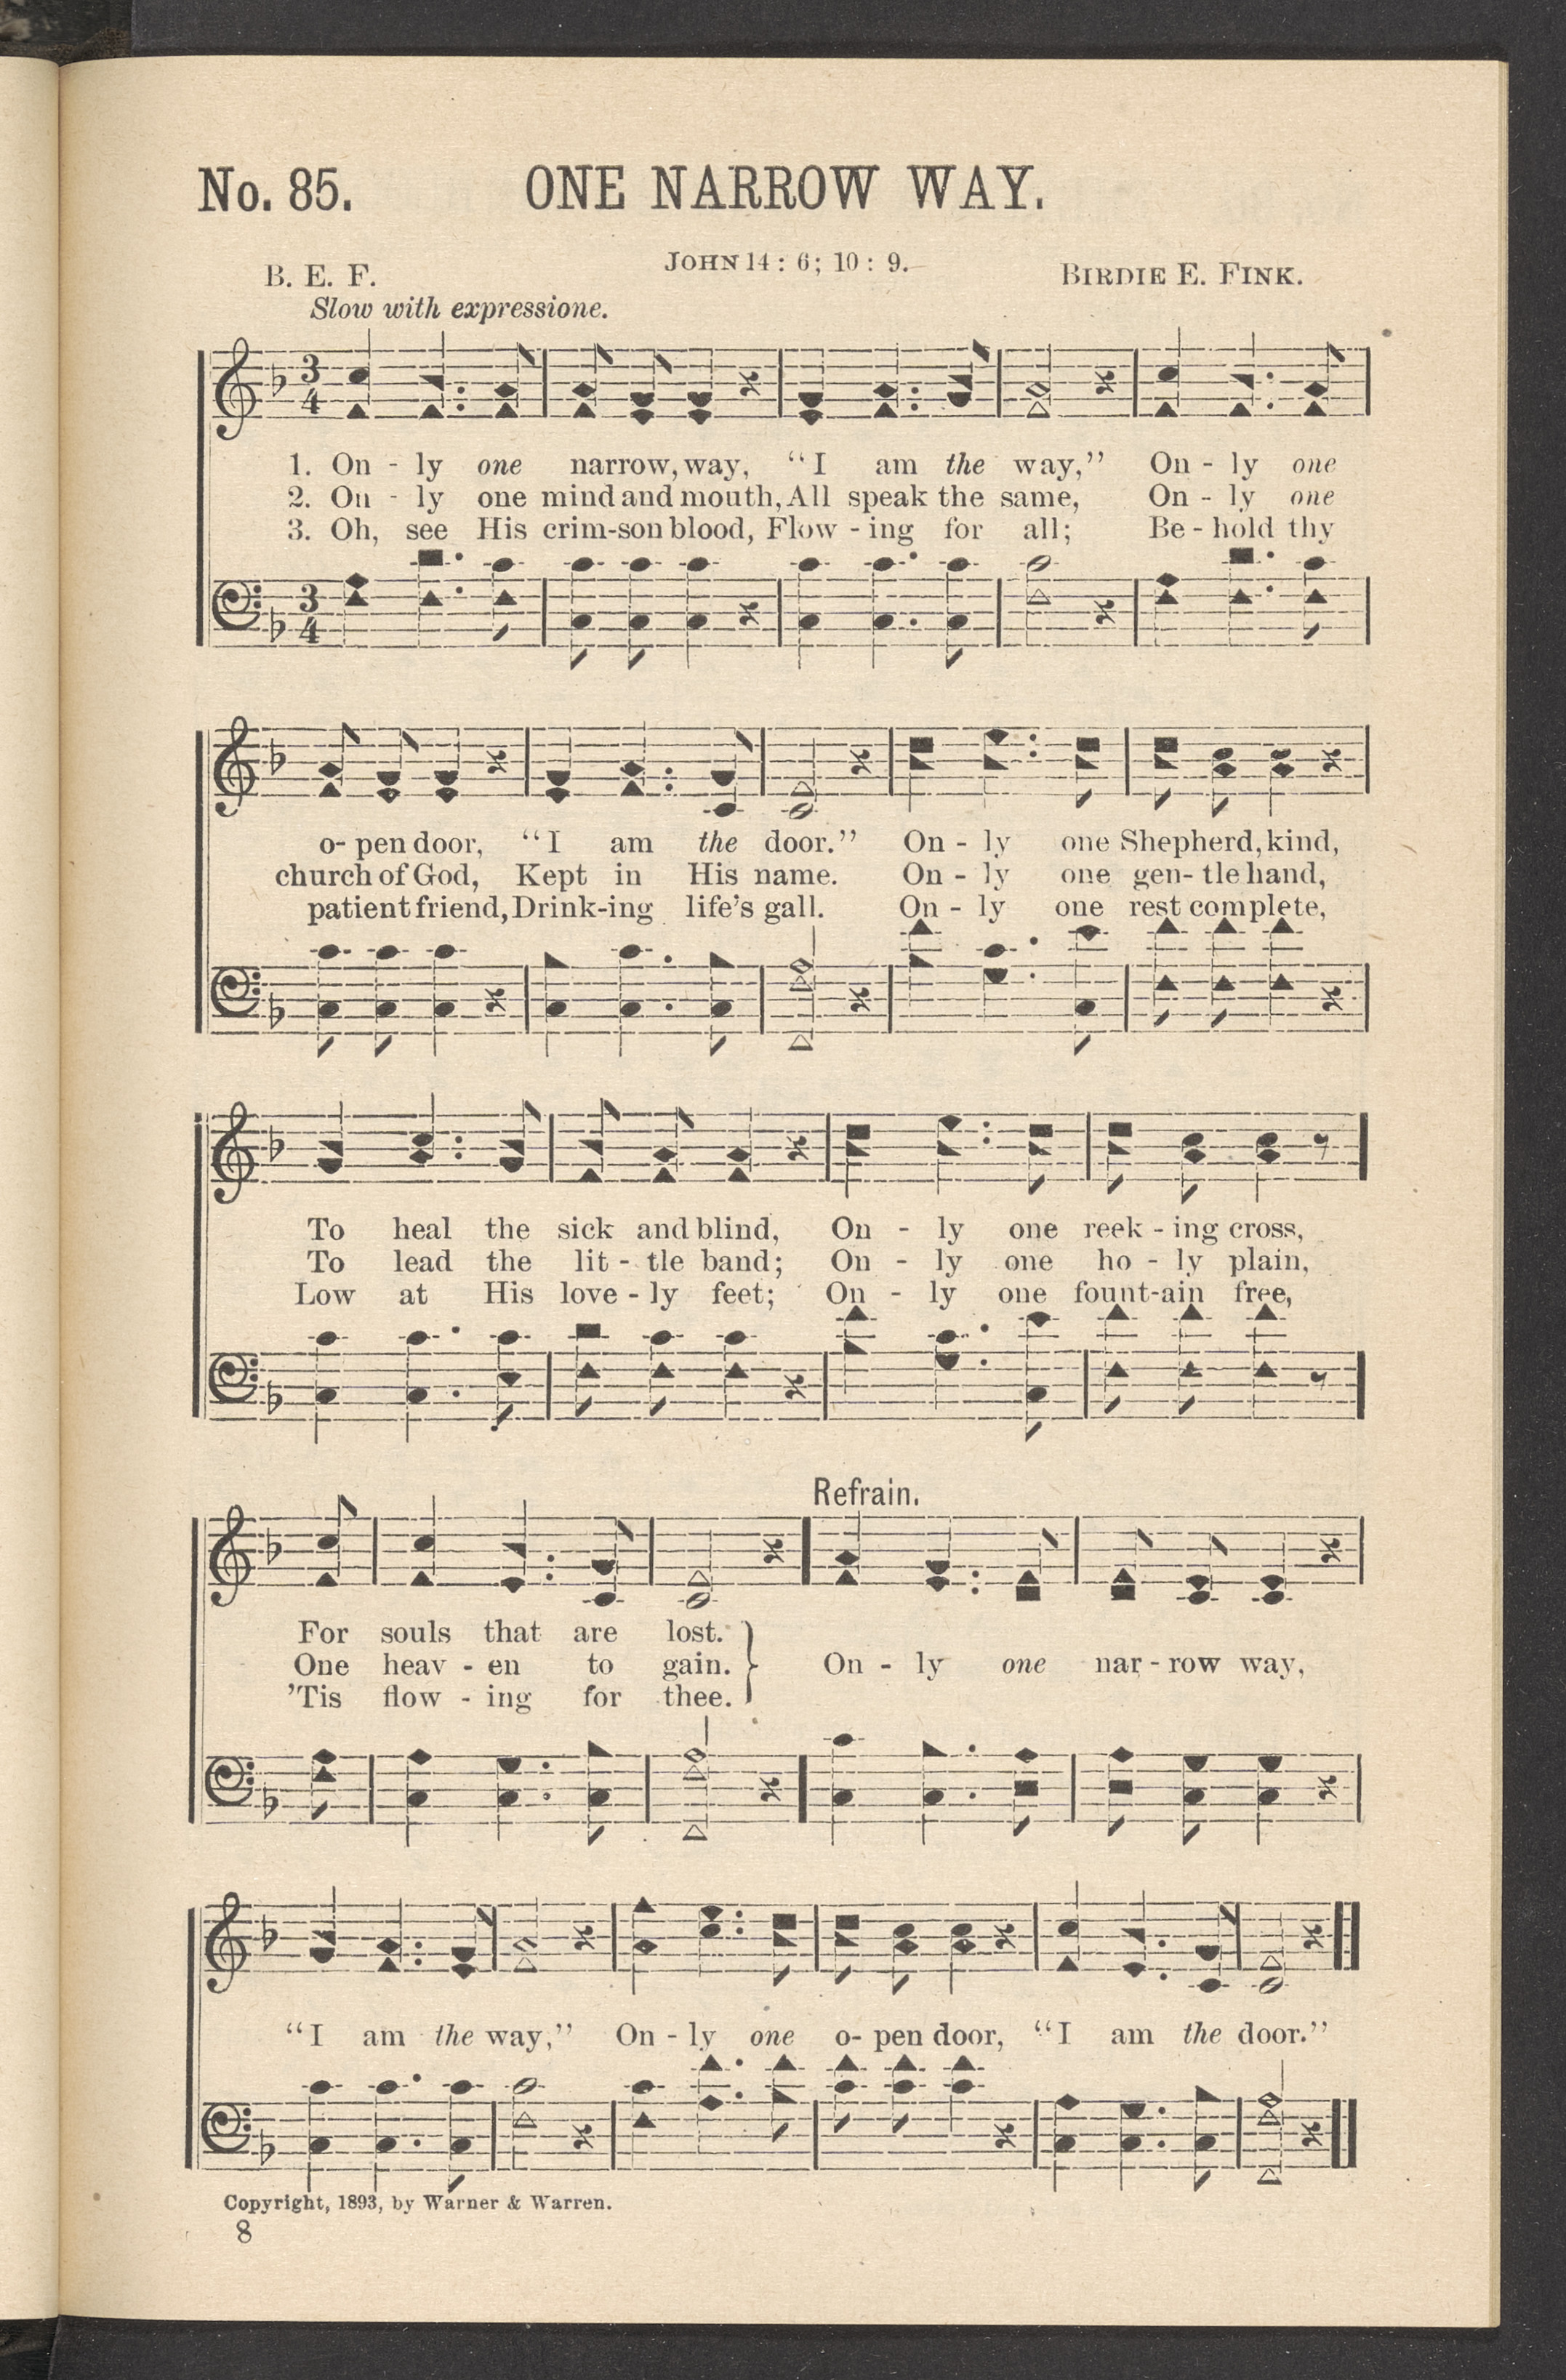 No. 85. ONE NARROW WAY.
JOHN 14 : 6; 10 : 9.
B. E. F. BIRDIE E. FINK.
Slow with expressione.
1. On - ly one narrow, way, “I am the way,” On - ly one
2. On - ly one mind and mouth, All speak the same, On - ly one
3. Oh, see His crim-son blood, Flow - ing for all; Be - hold thy
o- pen door, “I am the door.” On - ly one Shepherd, kind,
church of God, Kept in His name. On - ly one gen- tle hand,
patient friend, Drink-ing life's gall. On - ly one rest complete,
To heal the sick and blind, On - ly one reek - ing cross,
To lead the lit - tle band; On - ly one ho - ly plain,
Low at His love - ly feet; On - ly one fount-ain free,
Refrain.
For souls that are lost.
One heav - en to gain. On - ly one nar - row way,
’Tis flow - ing for thee.
“I am the way,” On - ly one o- pen door, “I am the door.”
Copyright, 1893, by Warner & Warren.
8